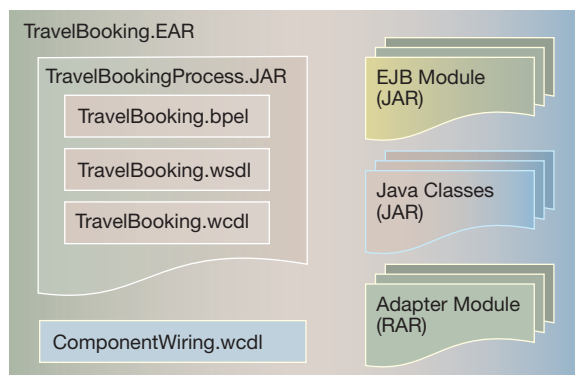 TravelBooking.EAR
TravelBookingProcess.JAR
TravelBooking.bpel
TravelBooking.wsdl
TravelBooking.wcdl
ComponentWiring.wcdl
EJB Module
(JAR)
Java Classes
(JAR)
Adapter Module
(RAR)